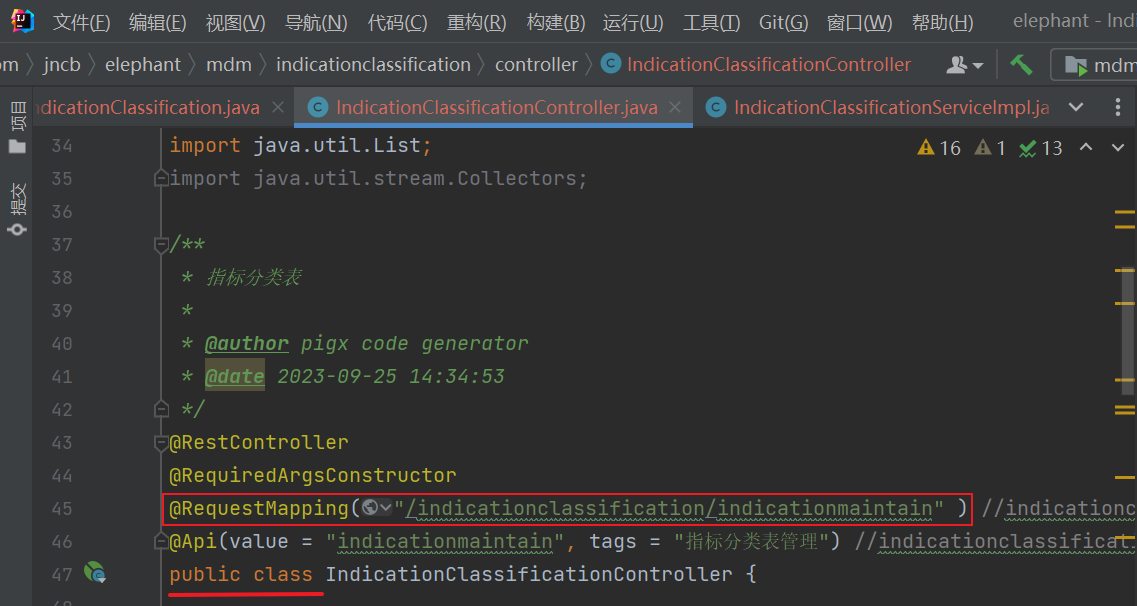 文件(F) 编辑(E) 视图(V) 导航(N) 代码(C) 重构(R) 构建(B) 运行(U) 工具(T) Git(G) 窗口(W) 帮助(H) elephant - Ind
om jncb elephant mdm indicationclassification controller IndicationClassificationController mdm
ndicationClassification.java IndicationClassificationController.java IndicationClassificationServiceImpl.ja
项目
提交
16 1 13
34 import java.util.List;
35 import java.util.stream.Collectors;
36
37 /**
38 * 指标分类表
39 *
40 * @author pigx code generator
41 * @date 2023-09-25 14:34:53
42 */
43 @RestController
44 @RequiredArgsConstructor
45 @RequestMapping("/indicationclassification/indicationmaintain" ) //indicationc
46 @Api(value = "indicationmaintain", tags = "指标分类表管理") //indicationclassificat
47 public class IndicationClassificationController {